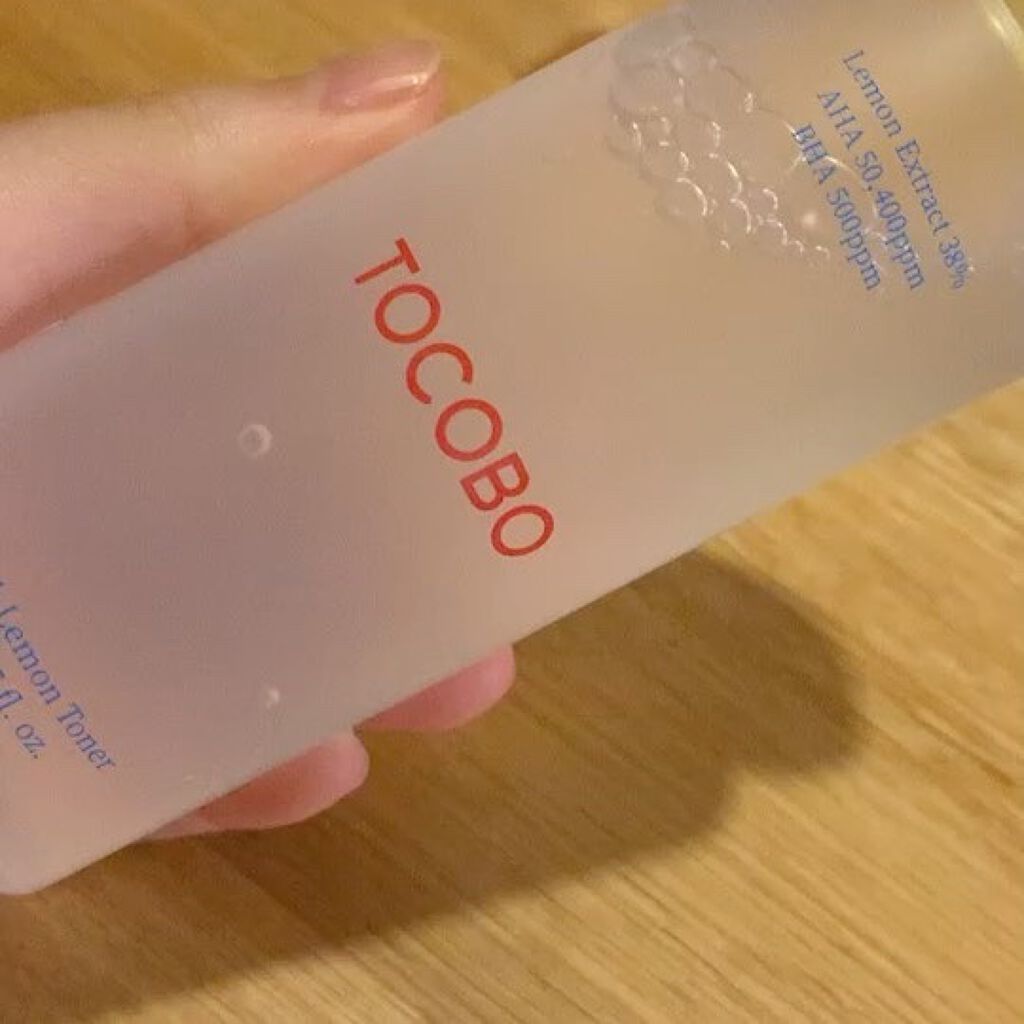 Lemon Extract 38%
AHA 50.400ppm
BHA 500ppm
TOCOBO
Lemon Toner
fl. oz.